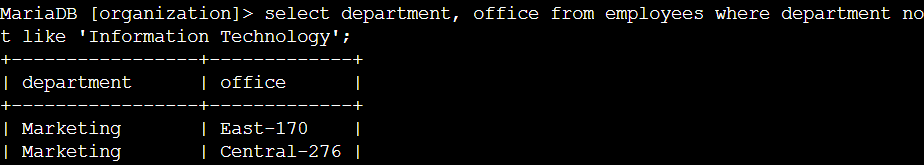 MariaDB [organization]> select department, office from employees where department no
t like 'Information Technology';
+-----------------+-------------+
| department      | office      |
+-----------------+-------------+
| Marketing       | East-170    |
| Marketing       | Central-276 |